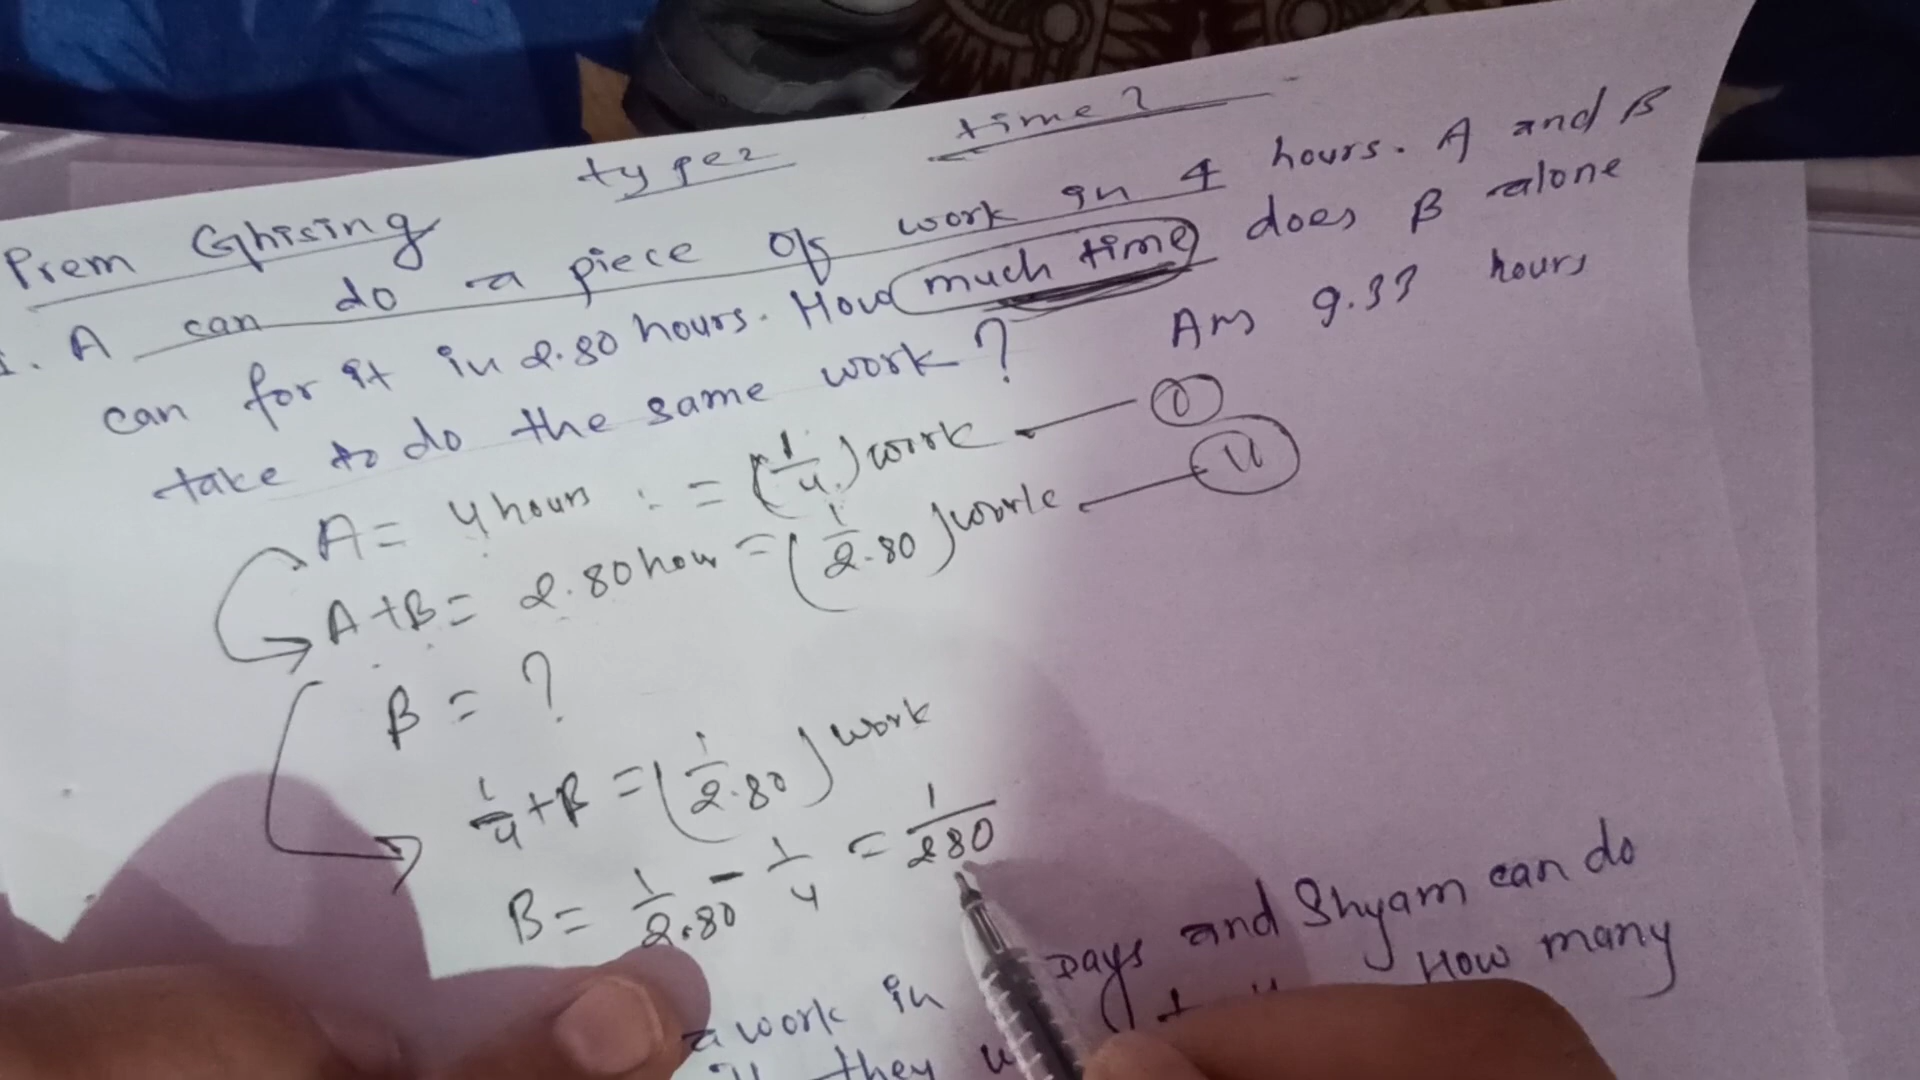 type2 time?
Prem Ghising
1. A can do a piece of work in 4 hours. A and B
can for it in 2.80 hours. How much time does B alone
take to do the same work? Ans 9.33 hours
A = 4 hours = (1/4) work — I
A+B = 2.80 hour = (1/2.80) work — II
B = ?
1/4 + B = (1/2.80) work
B = 1/2.80 - 1/4 = 1/280
a work in Days and Shyam can do
How many
they